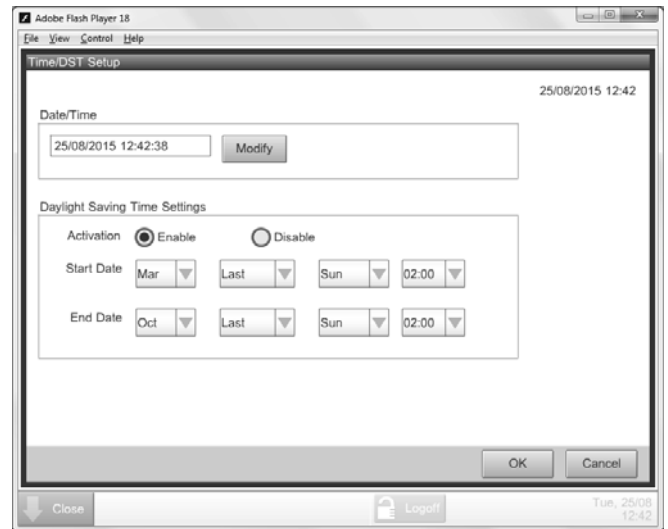 Adobe Flash Player 18
File View Control Help
Time/DST Setup
25/08/2015 12:42
Date/Time
25/08/2015 12:42:38 Modify
Daylight Saving Time Settings
Activation Enable Disable
Start Date Mar Last Sun 02:00
End Date Oct Last Sun 02:00
OK Cancel
Close Logoff Tue, 25/08
12:42